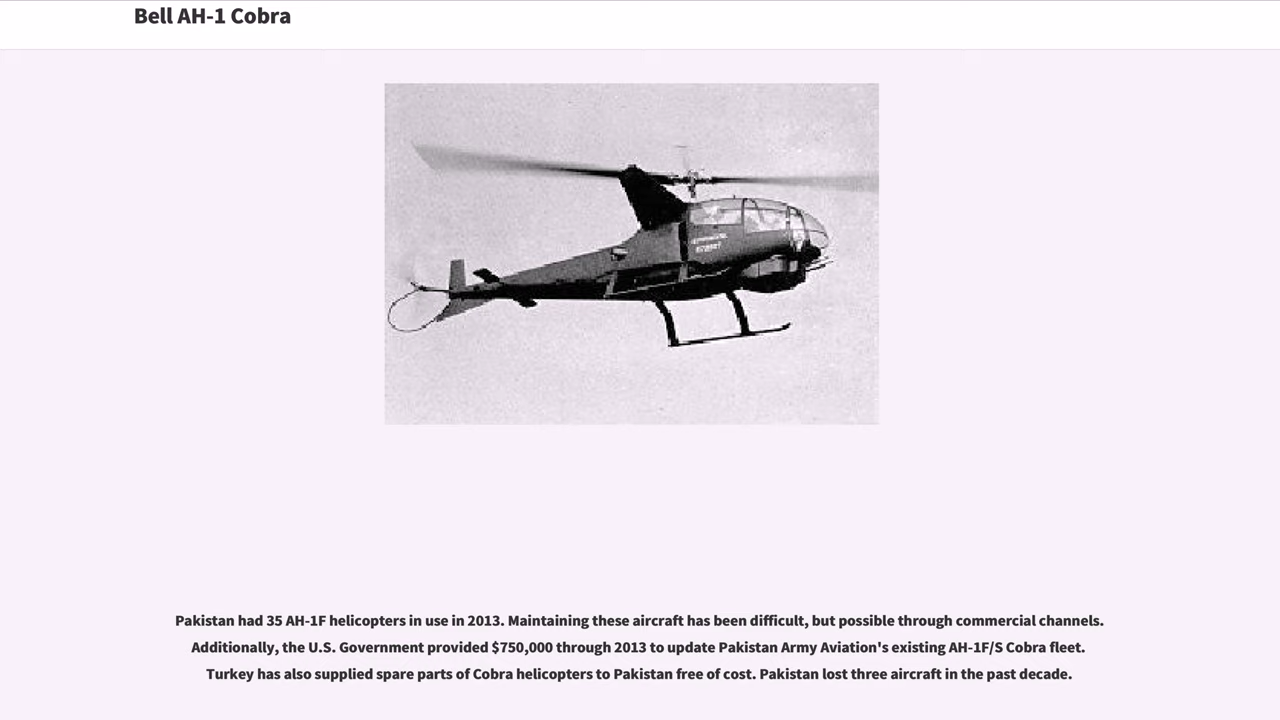 Bell AH-1 Cobra
Pakistan had 35 AH-1F helicopters in use in 2013. Maintaining these aircraft has been difficult, but possible through commercial channels.
Additionally, the U.S. Government provided $750,000 through 2013 to update Pakistan Army Aviation's existing AH-1F/S Cobra fleet.
Turkey has also supplied spare parts of Cobra helicopters to Pakistan free of cost. Pakistan lost three aircraft in the past decade.